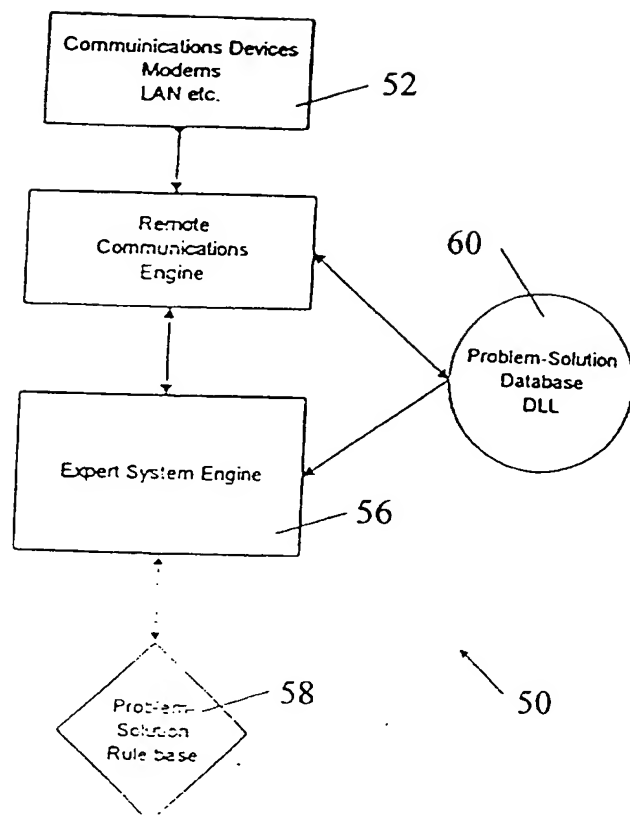 Commuinications Devices
Modems
LAN etc.
52
Remote
Communications
Engine
60
Problem-Solution
Database
DLL
Expert System Engine
56
58
Problem-
Solution
Rule base
50